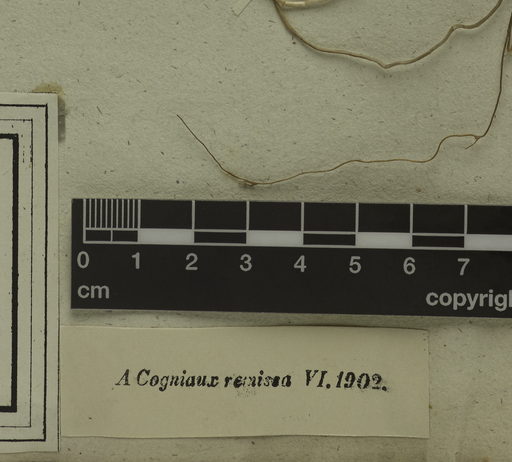 0 1 2 3 4 5 6 7
cm
copyrigh
A Cogniaux remissa VI. 1902.